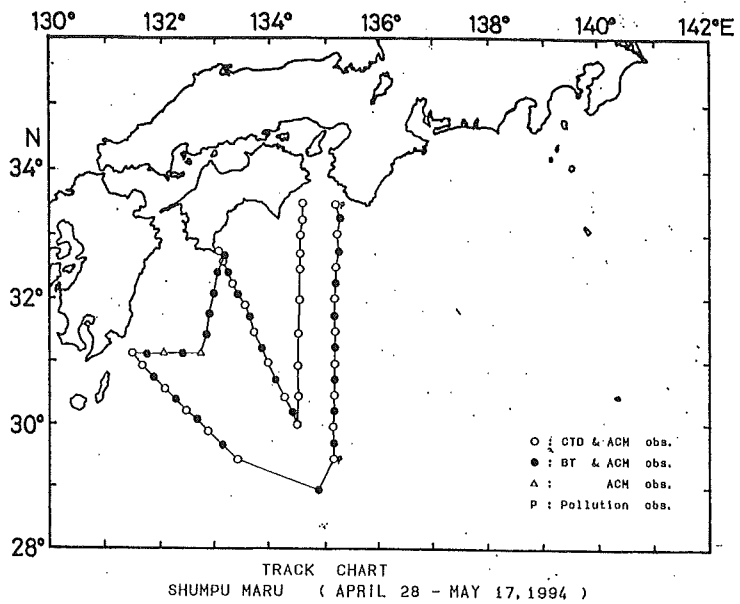 130° 132° 134° 136° 138° 140° 142°E
N
34°
32°
30°
28°
○ : CTD & ACM obs.
● : BT & ACM obs.
△ : ACM obs.
P : Pollution obs.
TRACK CHART
SHUMPU MARU ( APRIL 28 - MAY 17, 1994 )